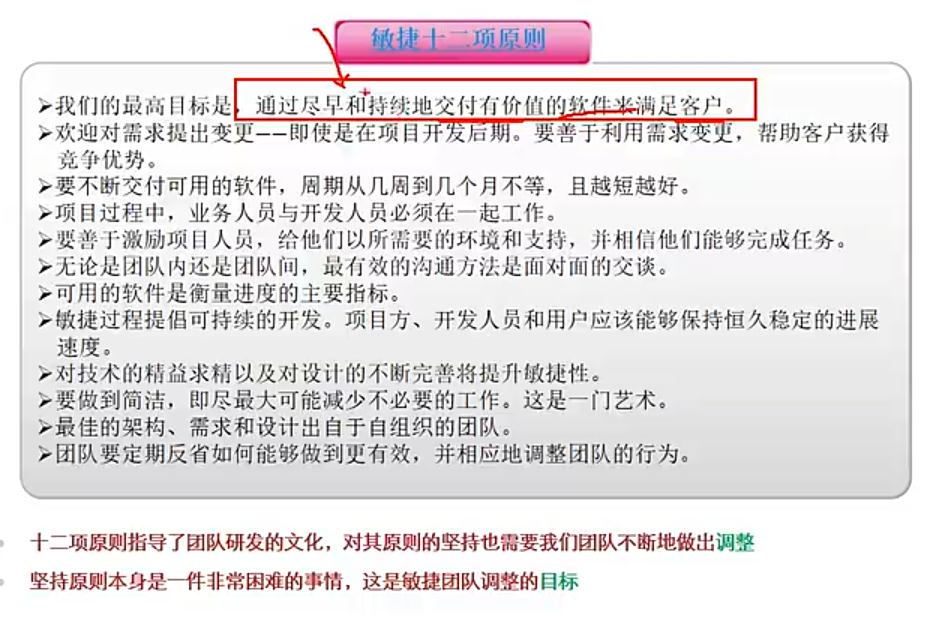 敏捷十二项原则
➢我们的最高目标是，通过尽早和持续地交付有价值的软件来满足客户。
➢欢迎对需求提出变更——即使是在项目开发后期。要善于利用需求变更，帮助客户获得
竞争优势。
➢要不断交付可用的软件，周期从几周到几个月不等，且越短越好。
➢项目过程中，业务人员与开发人员必须在一起工作。
➢要善于激励项目人员，给他们以所需要的环境和支持，并相信他们能够完成任务。
➢无论是团队内还是团队间，最有效的沟通方法是面对面的交谈。
➢可用的软件是衡量进度的主要指标。
➢敏捷过程提倡可持续的开发。项目方、开发人员和用户应该能够保持恒久稳定的进展
速度。
➢对技术的精益求精以及对设计的不断完善将提升敏捷性。
➢要做到简洁，即尽最大可能减少不必要的工作。这是一门艺术。
➢最佳的架构、需求和设计出自于自组织的团队。
➢团队要定期反省如何能够做到更有效，并相应地调整团队的行为。
十二项原则指导了团队研发的文化，对其原则的坚持也需要我们团队不断地做出调整
坚持原则本身是一件非常困难的事情，这是敏捷团队调整的目标